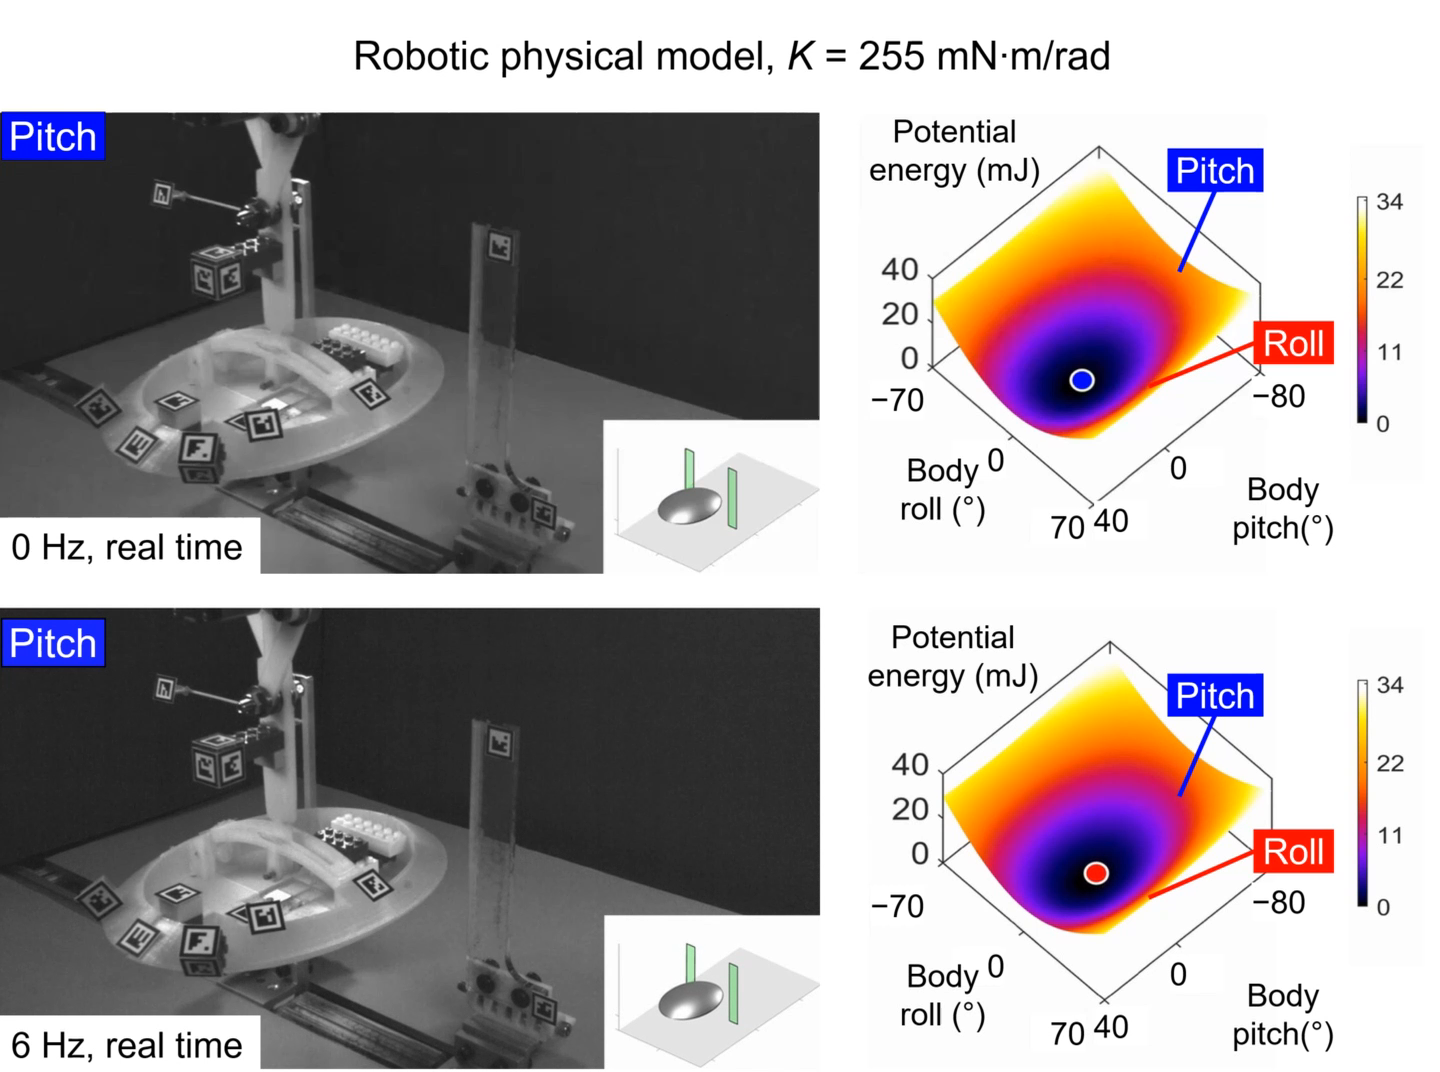 Robotic physical model, K = 255 mN·m/rad
Pitch
0 Hz, real time
Potential
energy (mJ)
Pitch
Roll
40
20
0
−70
0
70
Body
roll (°)
40
0
−80
Body
pitch(°)
34
22
11
0
Pitch
6 Hz, real time
Potential
energy (mJ)
Pitch
Roll
40
20
0
−70
0
70
Body
roll (°)
40
0
−80
Body
pitch(°)
34
22
11
0